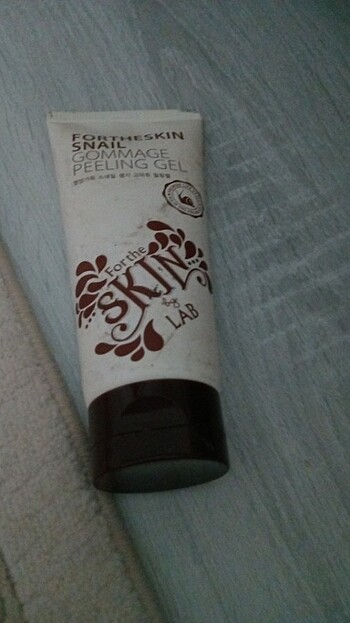 FORTHESKIN
SNAIL
GOMMAGE
PEELING GEL
For the
SKIN
by
LAB